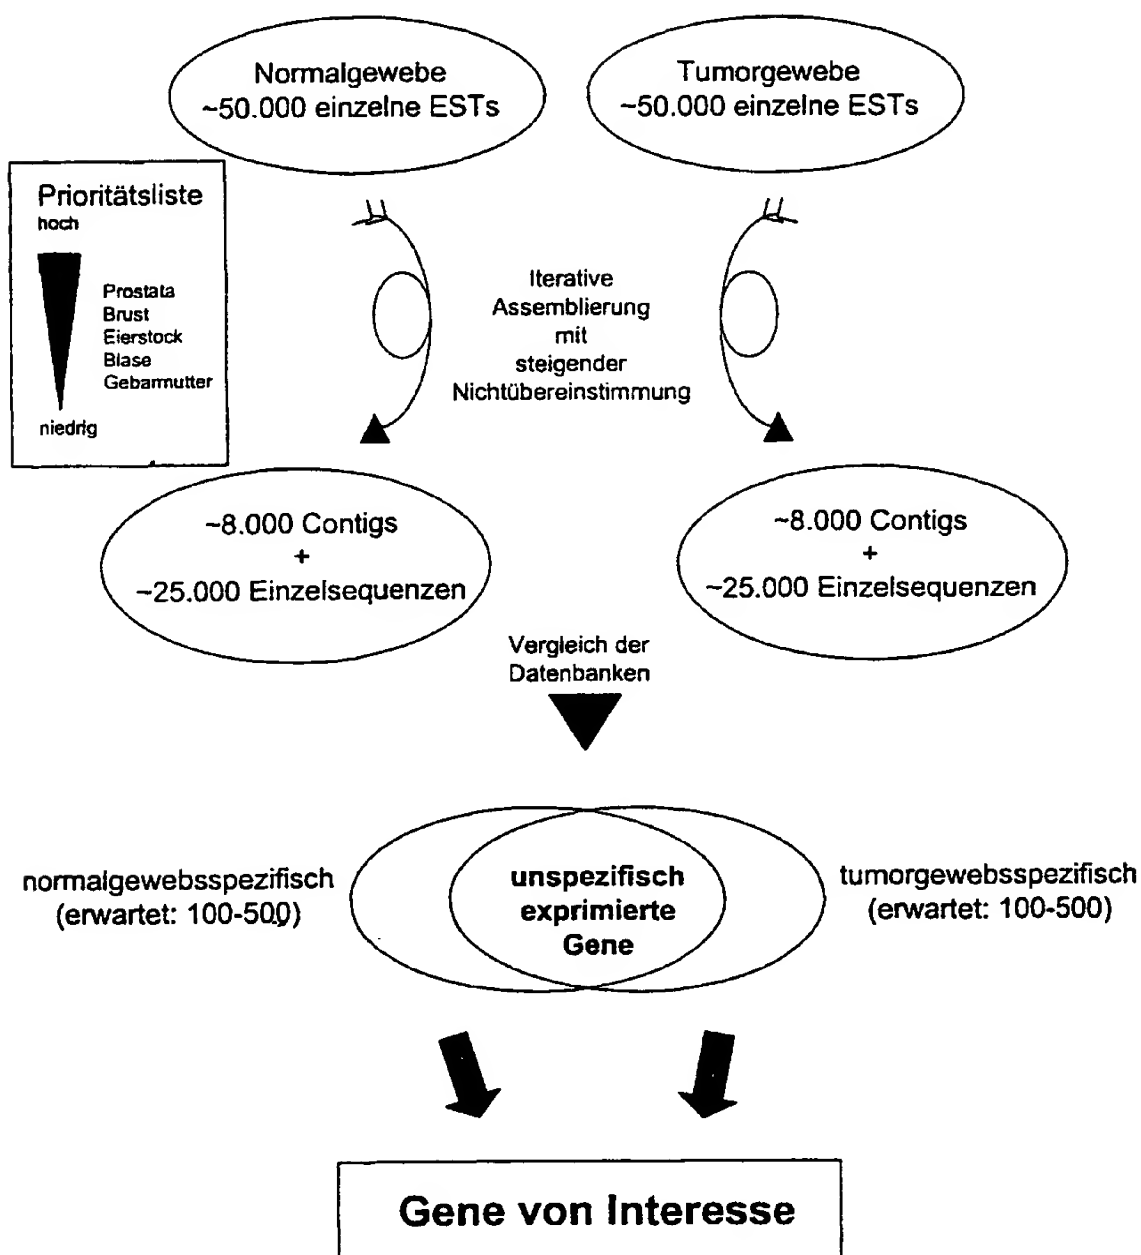 Normalgewebe
~50.000 einzelne ESTs
Tumorgewebe
~50.000 einzelne ESTs
Prioritätsliste
hoch
Prostata
Brust
Eierstock
Blase
Gebarmutter
niedrig
Iterative
Assemblierung
mit
steigender
Nichtübereinstimmung
~8.000 Contigs
+
~25.000 Einzelsequenzen
~8.000 Contigs
+
~25.000 Einzelsequenzen
Vergleich der
Datenbanken
normalgewebsspezifisch
(erwartet: 100-500)
unspezifisch
exprimierte
Gene
tumorgewebsspezifisch
(erwartet: 100-500)
Gene von Interesse